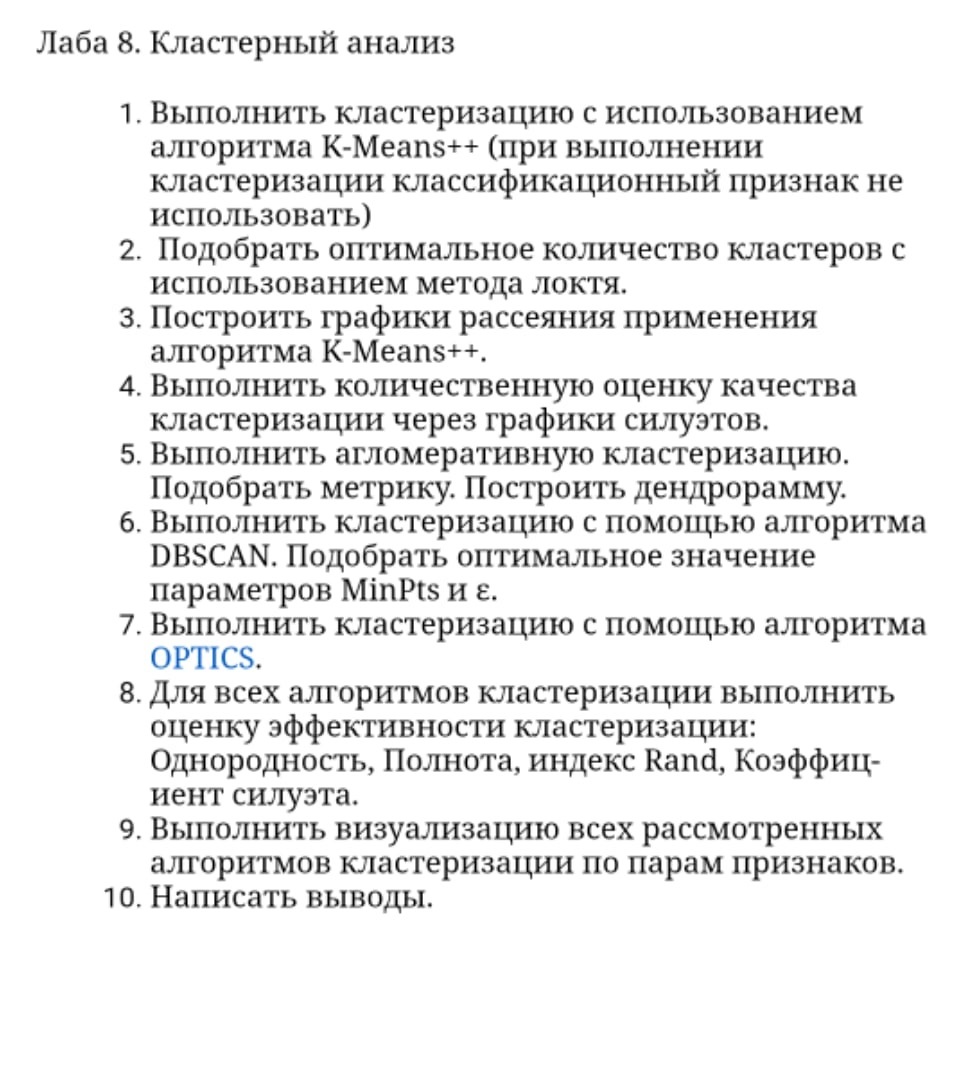 Лаба 8. Кластерный анализ
1. Выполнить кластеризацию с использованием
алгоритма K-Means++ (при выполнении
кластеризации классификационный признак не
использовать)
2. Подобрать оптимальное количество кластеров с
использованием метода локтя.
3. Построить графики рассеяния применения
алгоритма K-Means++.
4. Выполнить количественную оценку качества
кластеризации через графики силуэтов.
5. Выполнить агломеративную кластеризацию.
Подобрать метрику. Построить дендрорамму.
6. Выполнить кластеризацию с помощью алгоритма
DBSCAN. Подобрать оптимальное значение
параметров MinPts и ε.
7. Выполнить кластеризацию с помощью алгоритма
OPTICS.
8. Для всех алгоритмов кластеризации выполнить
оценку эффективности кластеризации:
Однородность, Полнота, индекс Rand, Коэффиц-
иент силуэта.
9. Выполнить визуализацию всех рассмотренных
алгоритмов кластеризации по парам признаков.
10. Написать выводы.